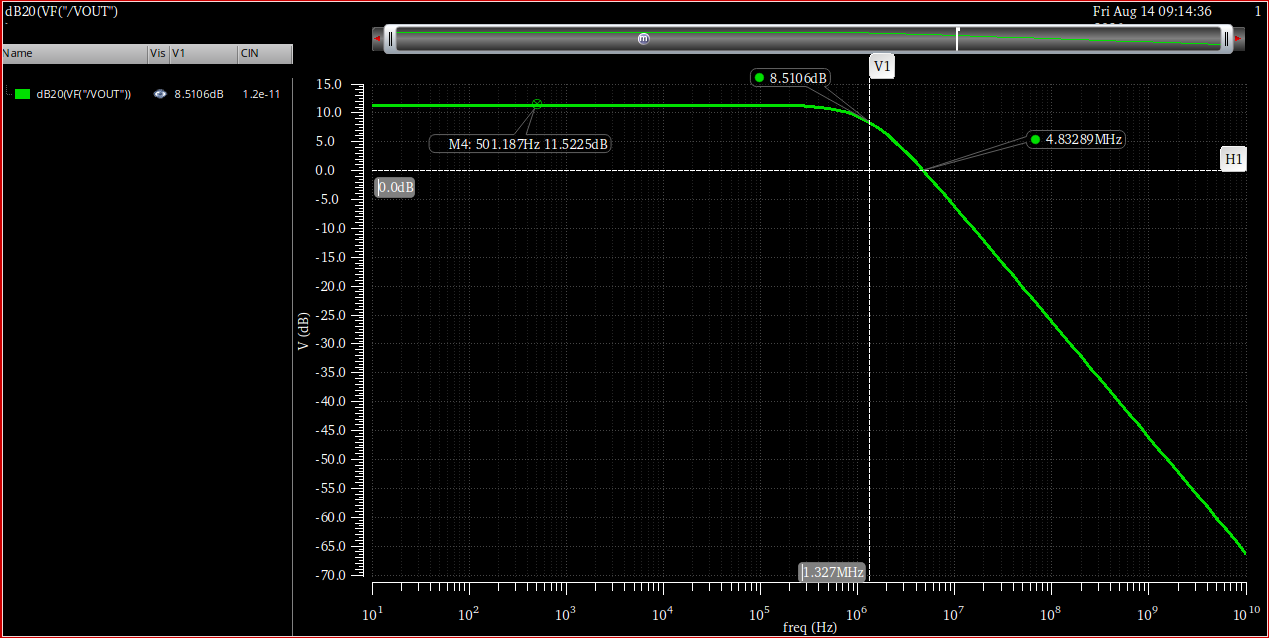 dB20(VF("/VOUT")
Fri Aug 14 09:14:36 1
Name Vis V1 CIN
dB20(VF("/VOUT")) 8.5106dB 1.2e-11
m
V1
8.5106dB
M4: 501.187Hz 11.5225dB
4.83289MHz
H1
0.0dB
1.327MHz
15.0
10.0
5.0
0.0
-5.0
-10.0
-15.0
-20.0
-25.0
-30.0
-35.0
-40.0
-45.0
-50.0
-55.0
-60.0
-65.0
-70.0
V (dB)
10¹ 10² 10³ 10⁴ 10⁵ 10⁶ 10⁷ 10⁸ 10⁹ 10¹⁰
freq (Hz)